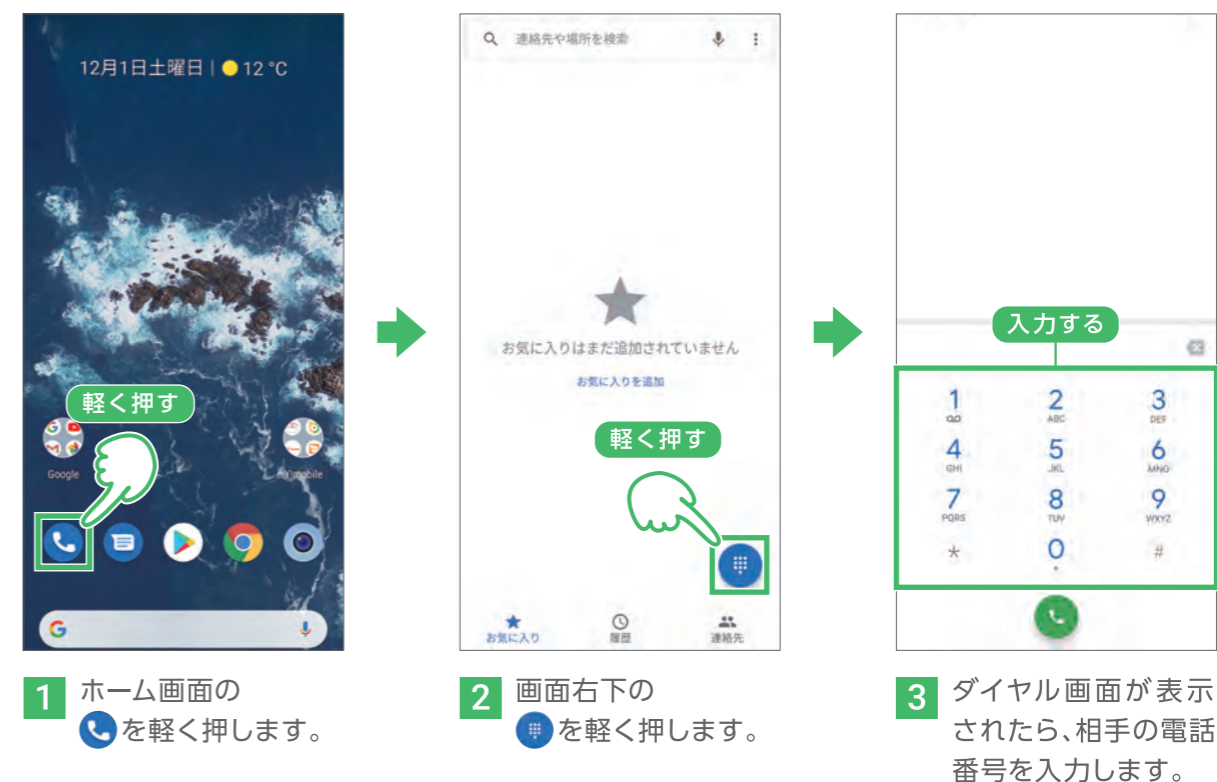 12月1日土曜日 | 12 °C
軽く押す
Google
Y!mobile
1 ホーム画面の
を軽く押します。
連絡先や場所を検索
お気に入りはまだ追加されていません
お気に入りを追加
軽く押す
お気に入り 履歴 連絡先
2 画面右下の
を軽く押します。
入力する
1 2 3
ABC DEF
4 5 6
GHI JKL MNO
7 8 9
PQRS TUV WXYZ
* 0 #
+
3 ダイヤル画面が表示
されたら、相手の電話
番号を入力します。